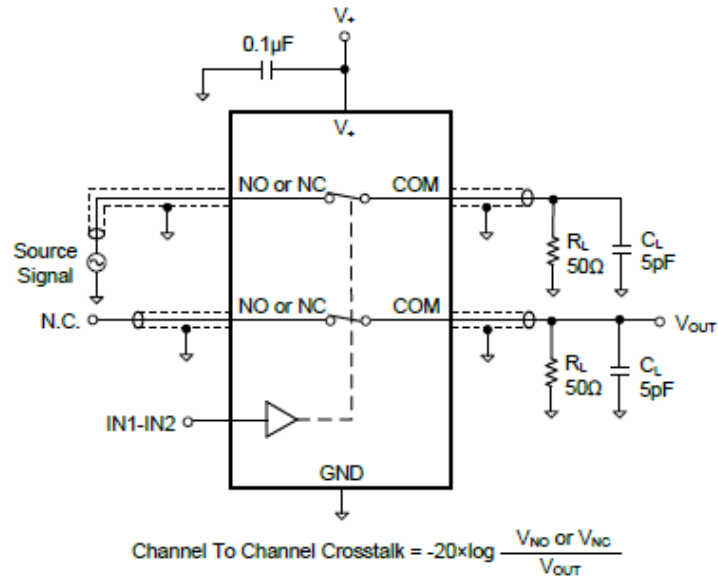 V+
0.1µF
V+
NO or NC
COM
Source
Signal
RL
50Ω
CL
5pF
N.C.
NO or NC
COM
VOUT
RL
50Ω
CL
5pF
IN1-IN2
GND
Channel To Channel Crosstalk = -20×log VNO or VNC / VOUT